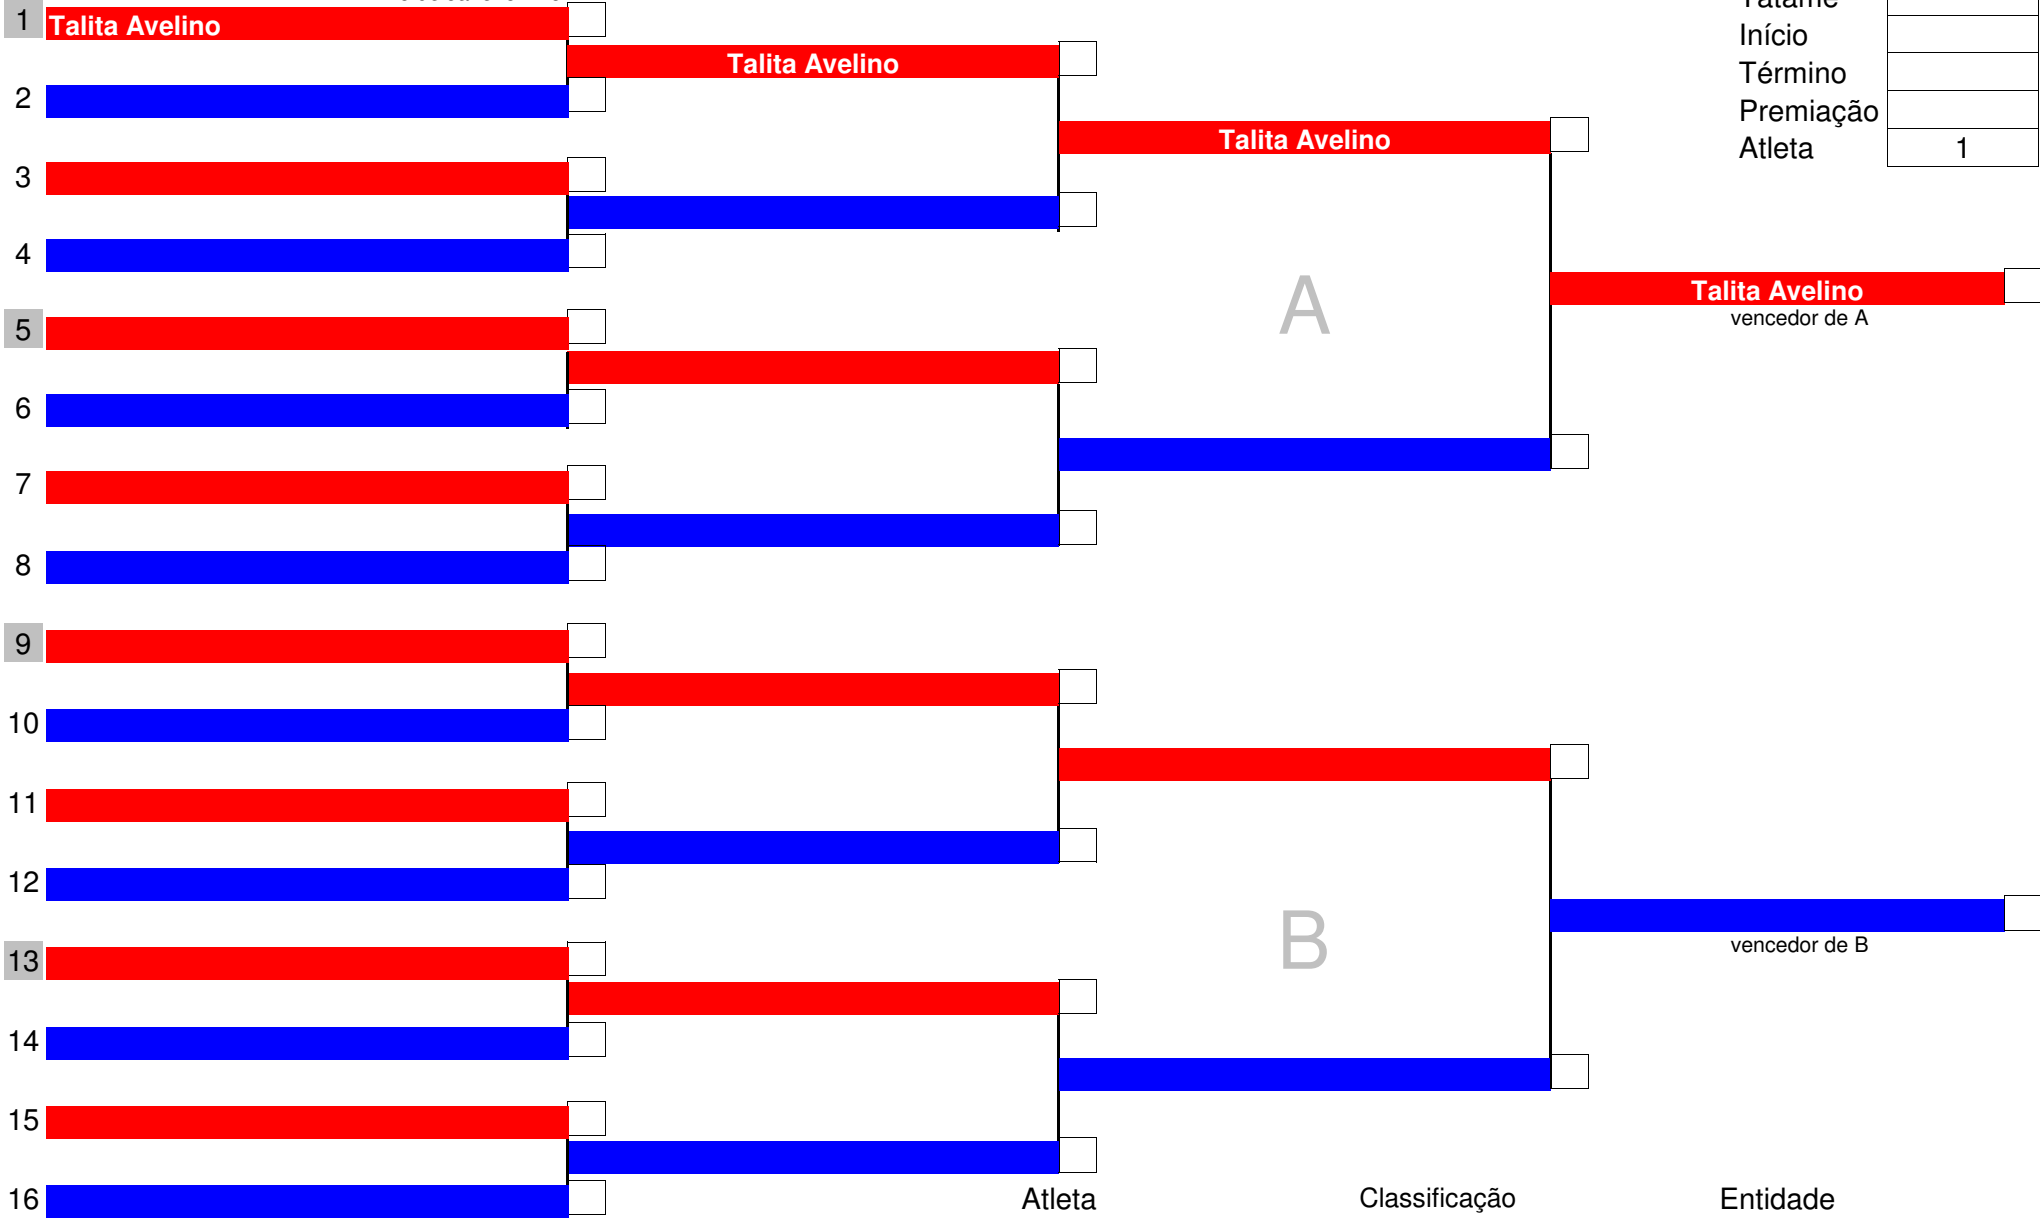 1 Talita Avelino
Tatame
Início
Talita Avelino
Término
2
Premiação
Talita Avelino
Atleta 1
3
4
A
Talita Avelino
vencedor de A
5
6
7
8
9
10
11
12
B
vencedor de B
13
14
15
16
Atleta Classificação Entidade